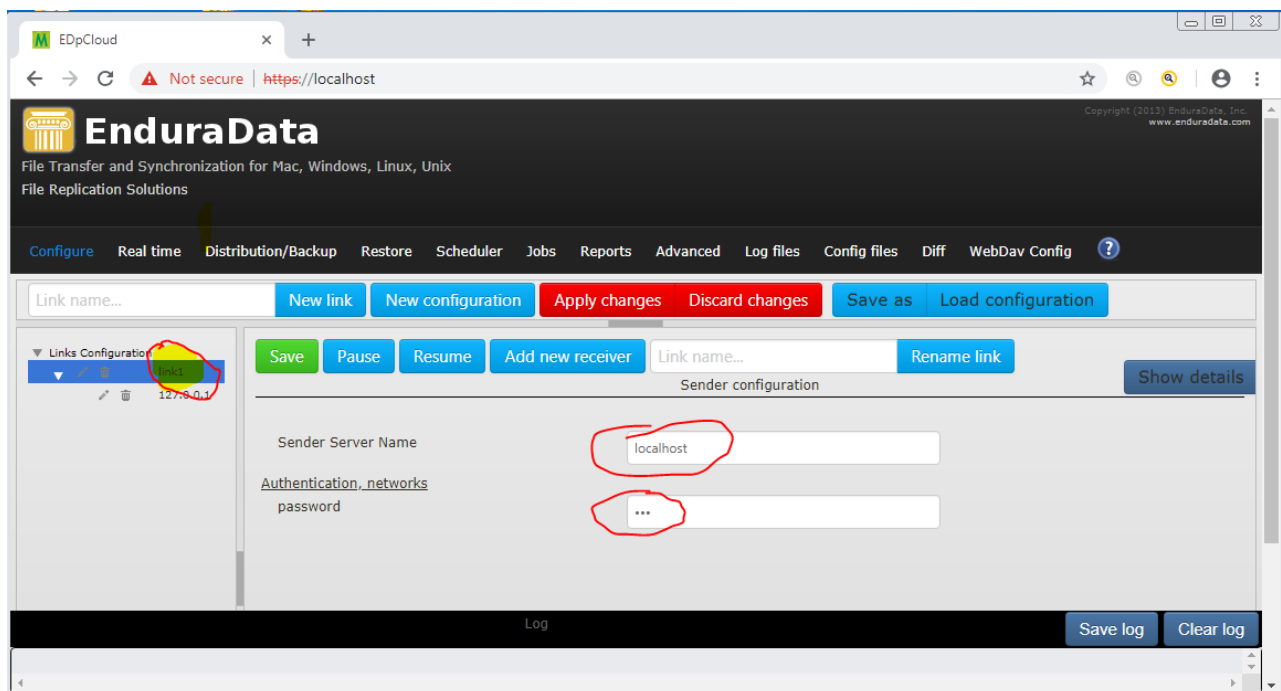 EDpCloud
Not secure | https://localhost
Copyright (2013) EnduraData, Inc.
www.enduradata.com
EnduraData
File Transfer and Synchronization for Mac, Windows, Linux, Unix
File Replication Solutions
Configure Real time Distribution/Backup Restore Scheduler Jobs Reports Advanced Log files Config files Diff WebDav Config ?
Link name... New link New configuration Apply changes Discard changes Save as Load configuration
Links Configuration
link1
127.0.0.1
Save Pause Resume Add new receiver Link name... Rename link
Sender configuration
Show details
Sender Server Name localhost
Authentication, networks
password •••
Log
Save log Clear log